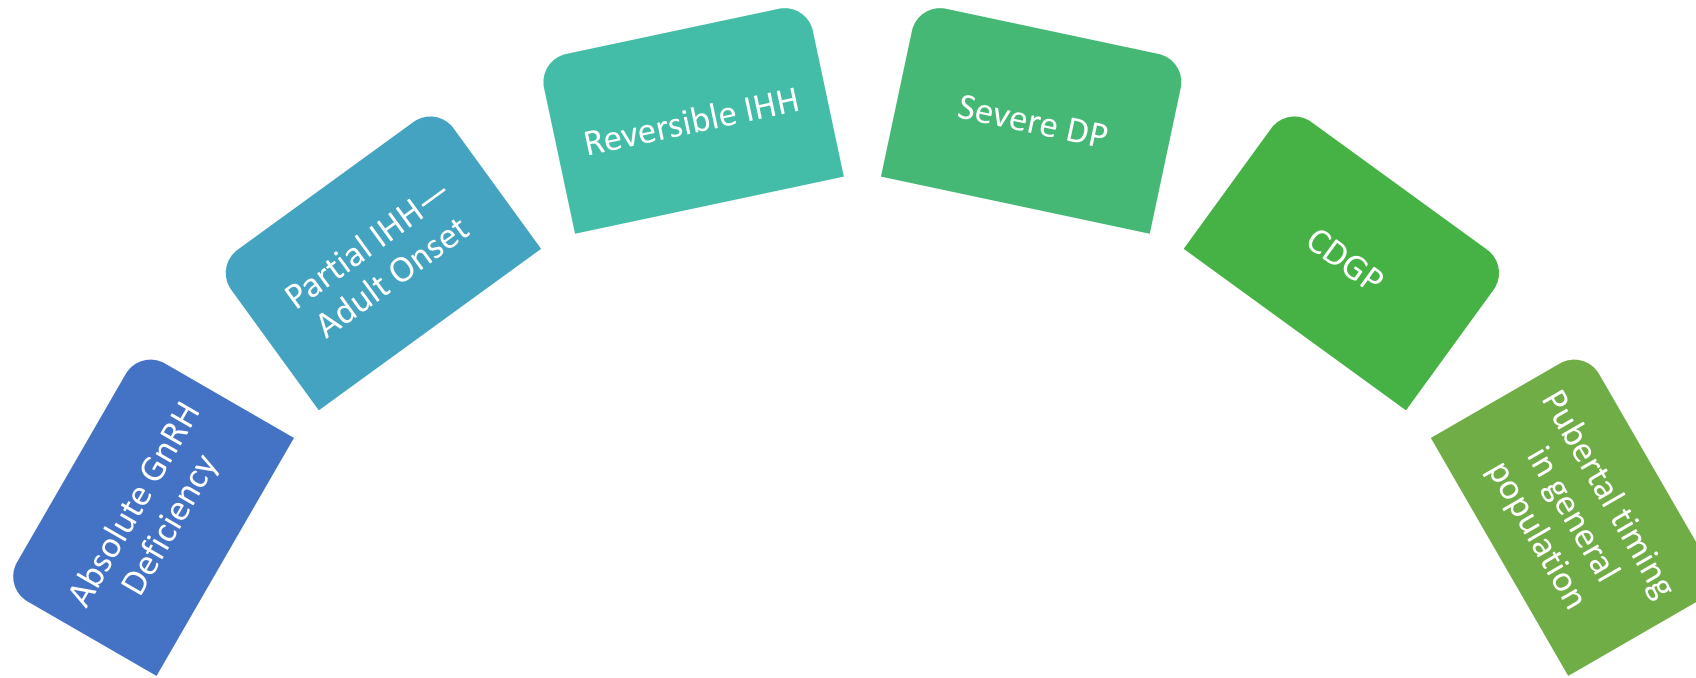 Absolute GnRH
Deficiency
Partial IHH—
Adult Onset
Reversible IHH
Severe DP
CDGP
Pubertal timing
in general
population